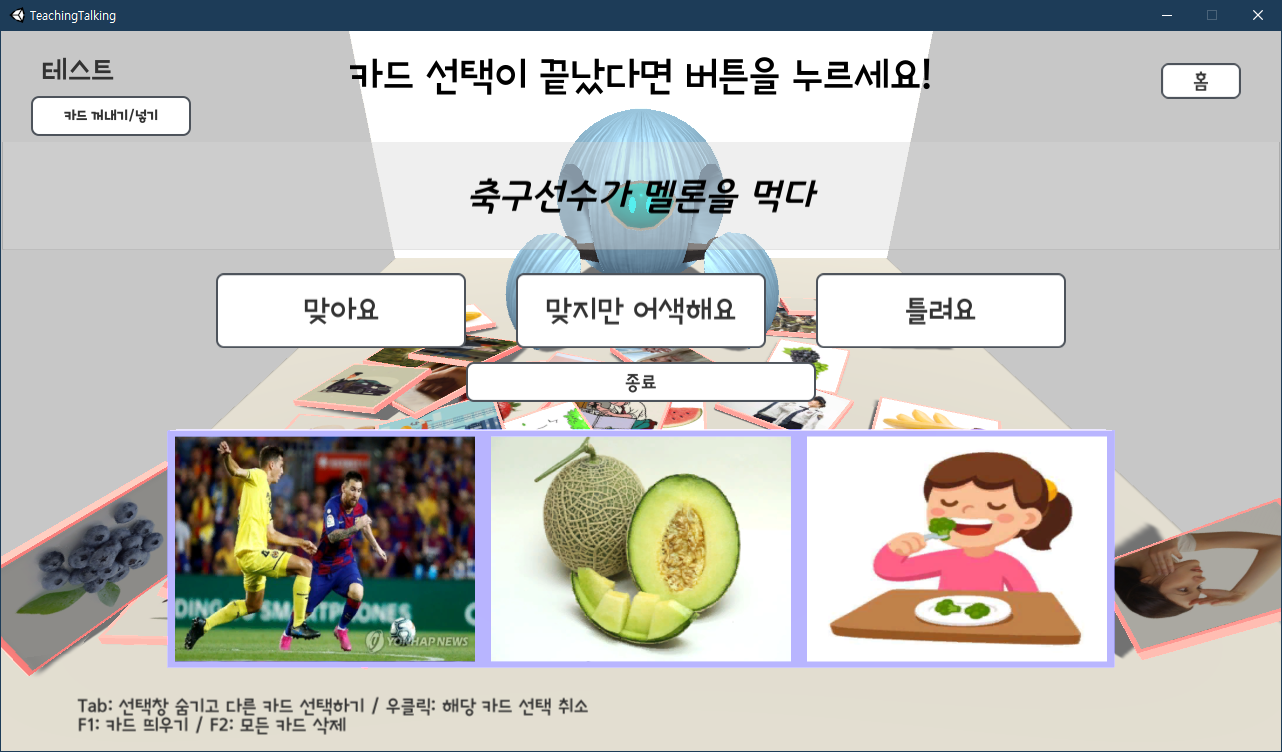 TeachingTalking
테스트
카드 선택이 끝났다면 버튼을 누르세요!
홈
카드 꺼내기/넣기
축구선수가 멜론을 먹다
맞아요
맞지만 어색해요
틀려요
종료
YONHAP NEWS
Tab: 선택창 숨기고 다른 카드 선택하기 / 우클릭: 해당 카드 선택 취소
F1: 카드 띄우기 / F2: 모든 카드 삭제